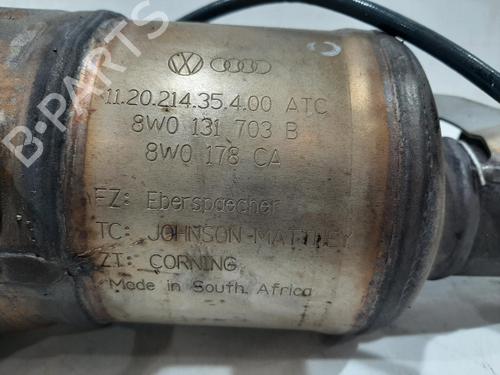 B-PARTS
11.20.214.35.4.00 ATC
8W0 131 703 B
8W0 178 CA
FZ: Eberspaecher
TC: JOHNSON-MATTHEY
ZT: CORNING
Made in South Africa